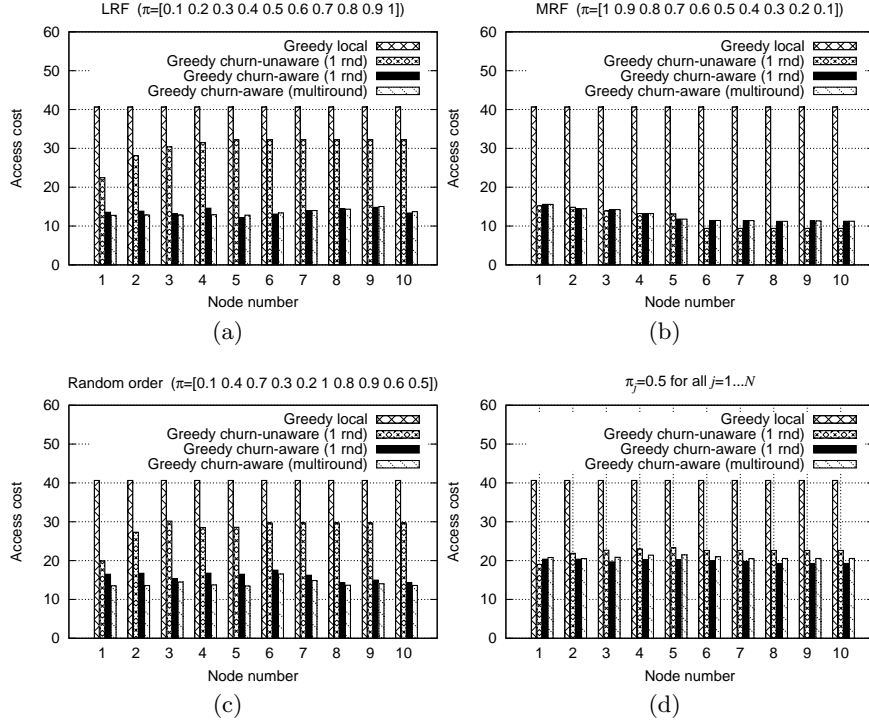 LRF (π=[0.1 0.2 0.3 0.4 0.5 0.6 0.7 0.8 0.9 1])
60
50
40
30
20
10
0
Access cost
Greedy local
Greedy churn-unaware (1 rnd)
Greedy churn-aware (1 rnd)
Greedy churn-aware (multiround)
1 2 3 4 5 6 7 8 9 10
Node number
(a)
MRF (π=[1 0.9 0.8 0.7 0.6 0.5 0.4 0.3 0.2 0.1])
60
50
40
30
20
10
0
Access cost
Greedy local
Greedy churn-unaware (1 rnd)
Greedy churn-aware (1 rnd)
Greedy churn-aware (multiround)
1 2 3 4 5 6 7 8 9 10
Node number
(b)
Random order (π=[0.1 0.4 0.7 0.3 0.2 1 0.8 0.9 0.6 0.5])
60
50
40
30
20
10
0
Access cost
Greedy local
Greedy churn-unaware (1 rnd)
Greedy churn-aware (1 rnd)
Greedy churn-aware (multiround)
1 2 3 4 5 6 7 8 9 10
Node number
(c)
π_j=0.5 for all j=1...N
60
50
40
30
20
10
0
Access cost
Greedy local
Greedy churn-unaware (1 rnd)
Greedy churn-aware (1 rnd)
Greedy churn-aware (multiround)
1 2 3 4 5 6 7 8 9 10
Node number
(d)